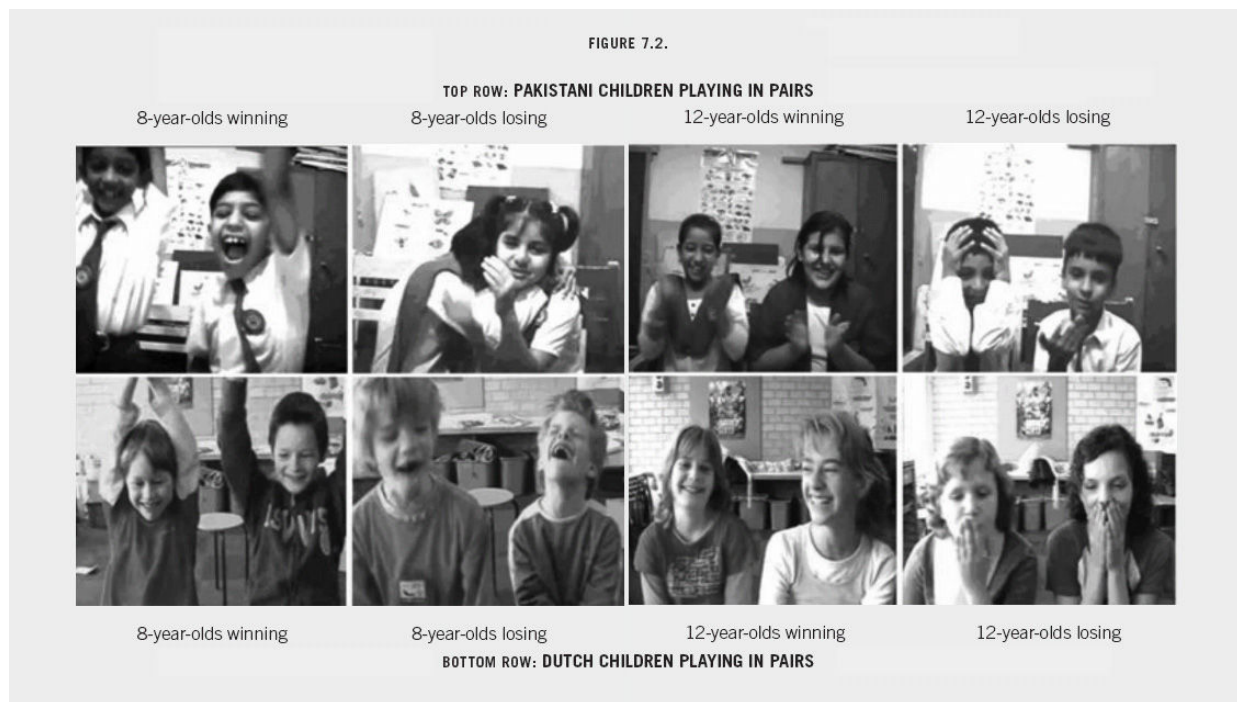 FIGURE 7.2.
TOP ROW: PAKISTANI CHILDREN PLAYING IN PAIRS
8-year-olds winning 8-year-olds losing 12-year-olds winning 12-year-olds losing
8-year-olds winning 8-year-olds losing 12-year-olds winning 12-year-olds losing
BOTTOM ROW: DUTCH CHILDREN PLAYING IN PAIRS